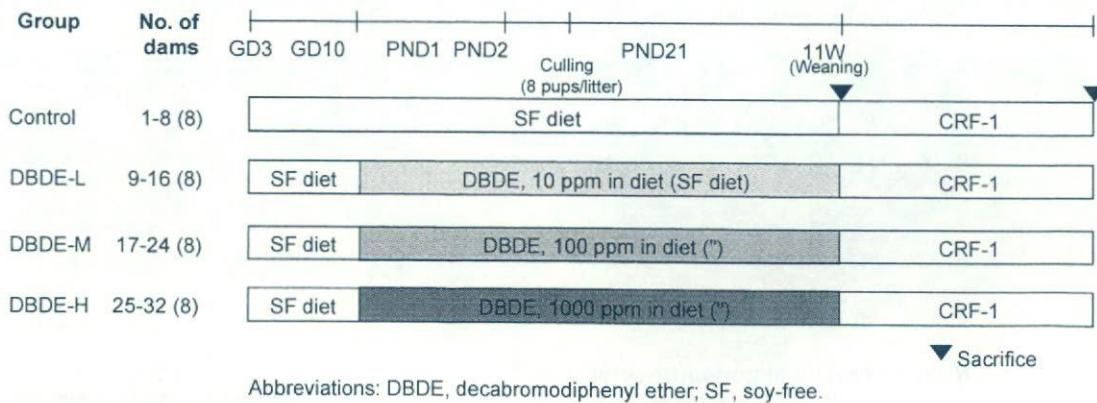 Group No. of dams
GD3 GD10 PND1 PND2 PND21 11W
Culling (Weaning)
(8 pups/litter)
Control 1-8 (8) SF diet CRF-1
DBDE-L 9-16 (8) SF diet DBDE, 10 ppm in diet (SF diet) CRF-1
DBDE-M 17-24 (8) SF diet DBDE, 100 ppm in diet (") CRF-1
DBDE-H 25-32 (8) SF diet DBDE, 1000 ppm in diet (") CRF-1
Sacrifice
Abbreviations: DBDE, decabromodiphenyl ether; SF, soy-free.